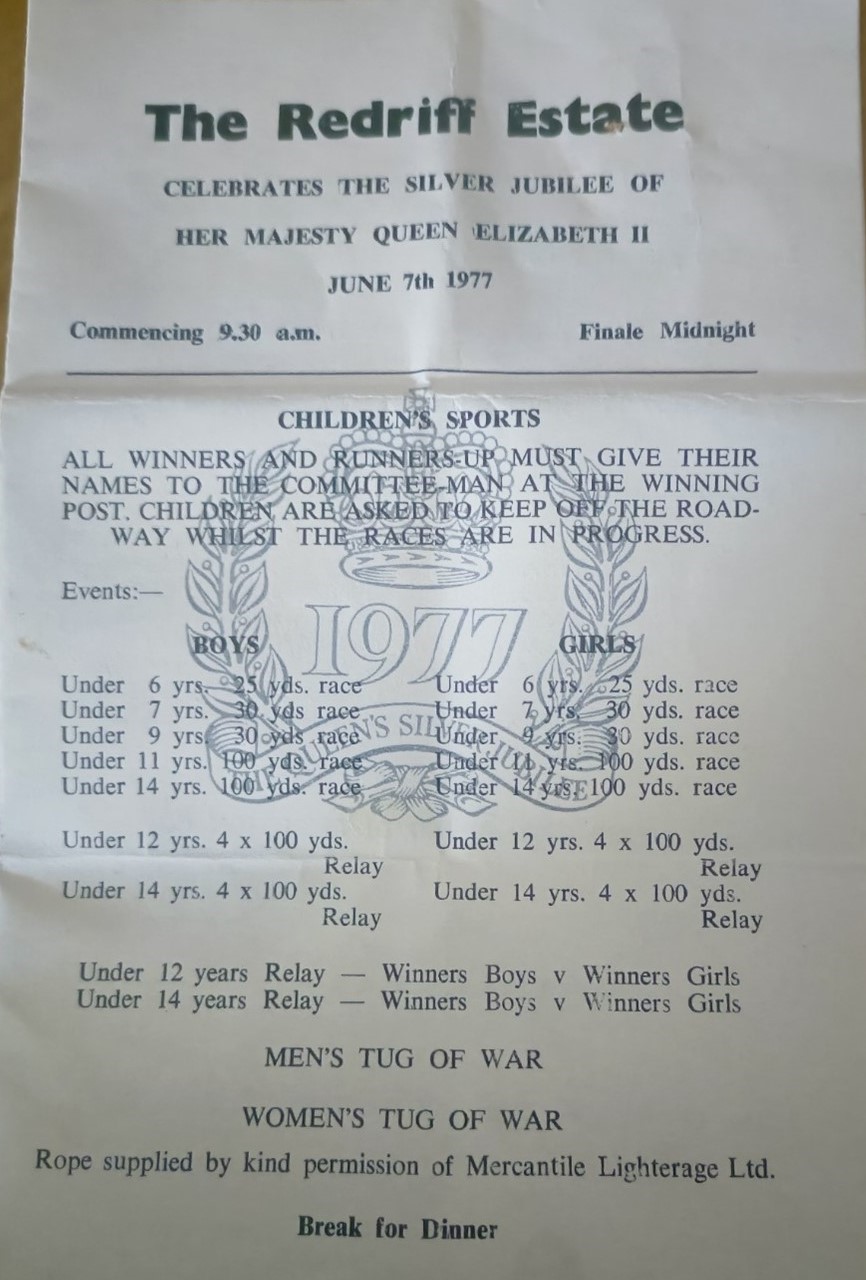 The Redriff Estate
CELEBRATES THE SILVER JUBILEE OF
HER MAJESTY QUEEN ELIZABETH II
JUNE 7th 1977
Commencing 9.30 a.m. Finale Midnight
CHILDREN'S SPORTS
ALL WINNERS AND RUNNERS-UP MUST GIVE THEIR
NAMES TO THE COMMITTEE-MAN AT THE WINNING
POST. CHILDREN ARE ASKED TO KEEP OFF THE ROAD-
WAY WHILST THE RACES ARE IN PROGRESS.
Events:—
1977
THE QUEEN'S SILVER JUBILEE
BOYS
Under 6 yrs. 25 yds. race
Under 7 yrs. 30 yds race
Under 9 yrs. 30 yds race
Under 11 yrs. 100 yds. race
Under 14 yrs. 100 yds. race
Under 12 yrs. 4 x 100 yds.
Relay
Under 14 yrs. 4 x 100 yds.
Relay
GIRLS
Under 6 yrs. 25 yds. race
Under 7 yrs. 30 yds. race
Under 9 yrs. 30 yds. race
Under 11 yrs. 100 yds. race
Under 14 yrs. 100 yds. race
Under 12 yrs. 4 x 100 yds.
Relay
Under 14 yrs. 4 x 100 yds.
Relay
Under 12 years Relay — Winners Boys v Winners Girls
Under 14 years Relay — Winners Boys v Winners Girls
MEN'S TUG OF WAR
WOMEN'S TUG OF WAR
Rope supplied by kind permission of Mercantile Lighterage Ltd.
Break for Dinner